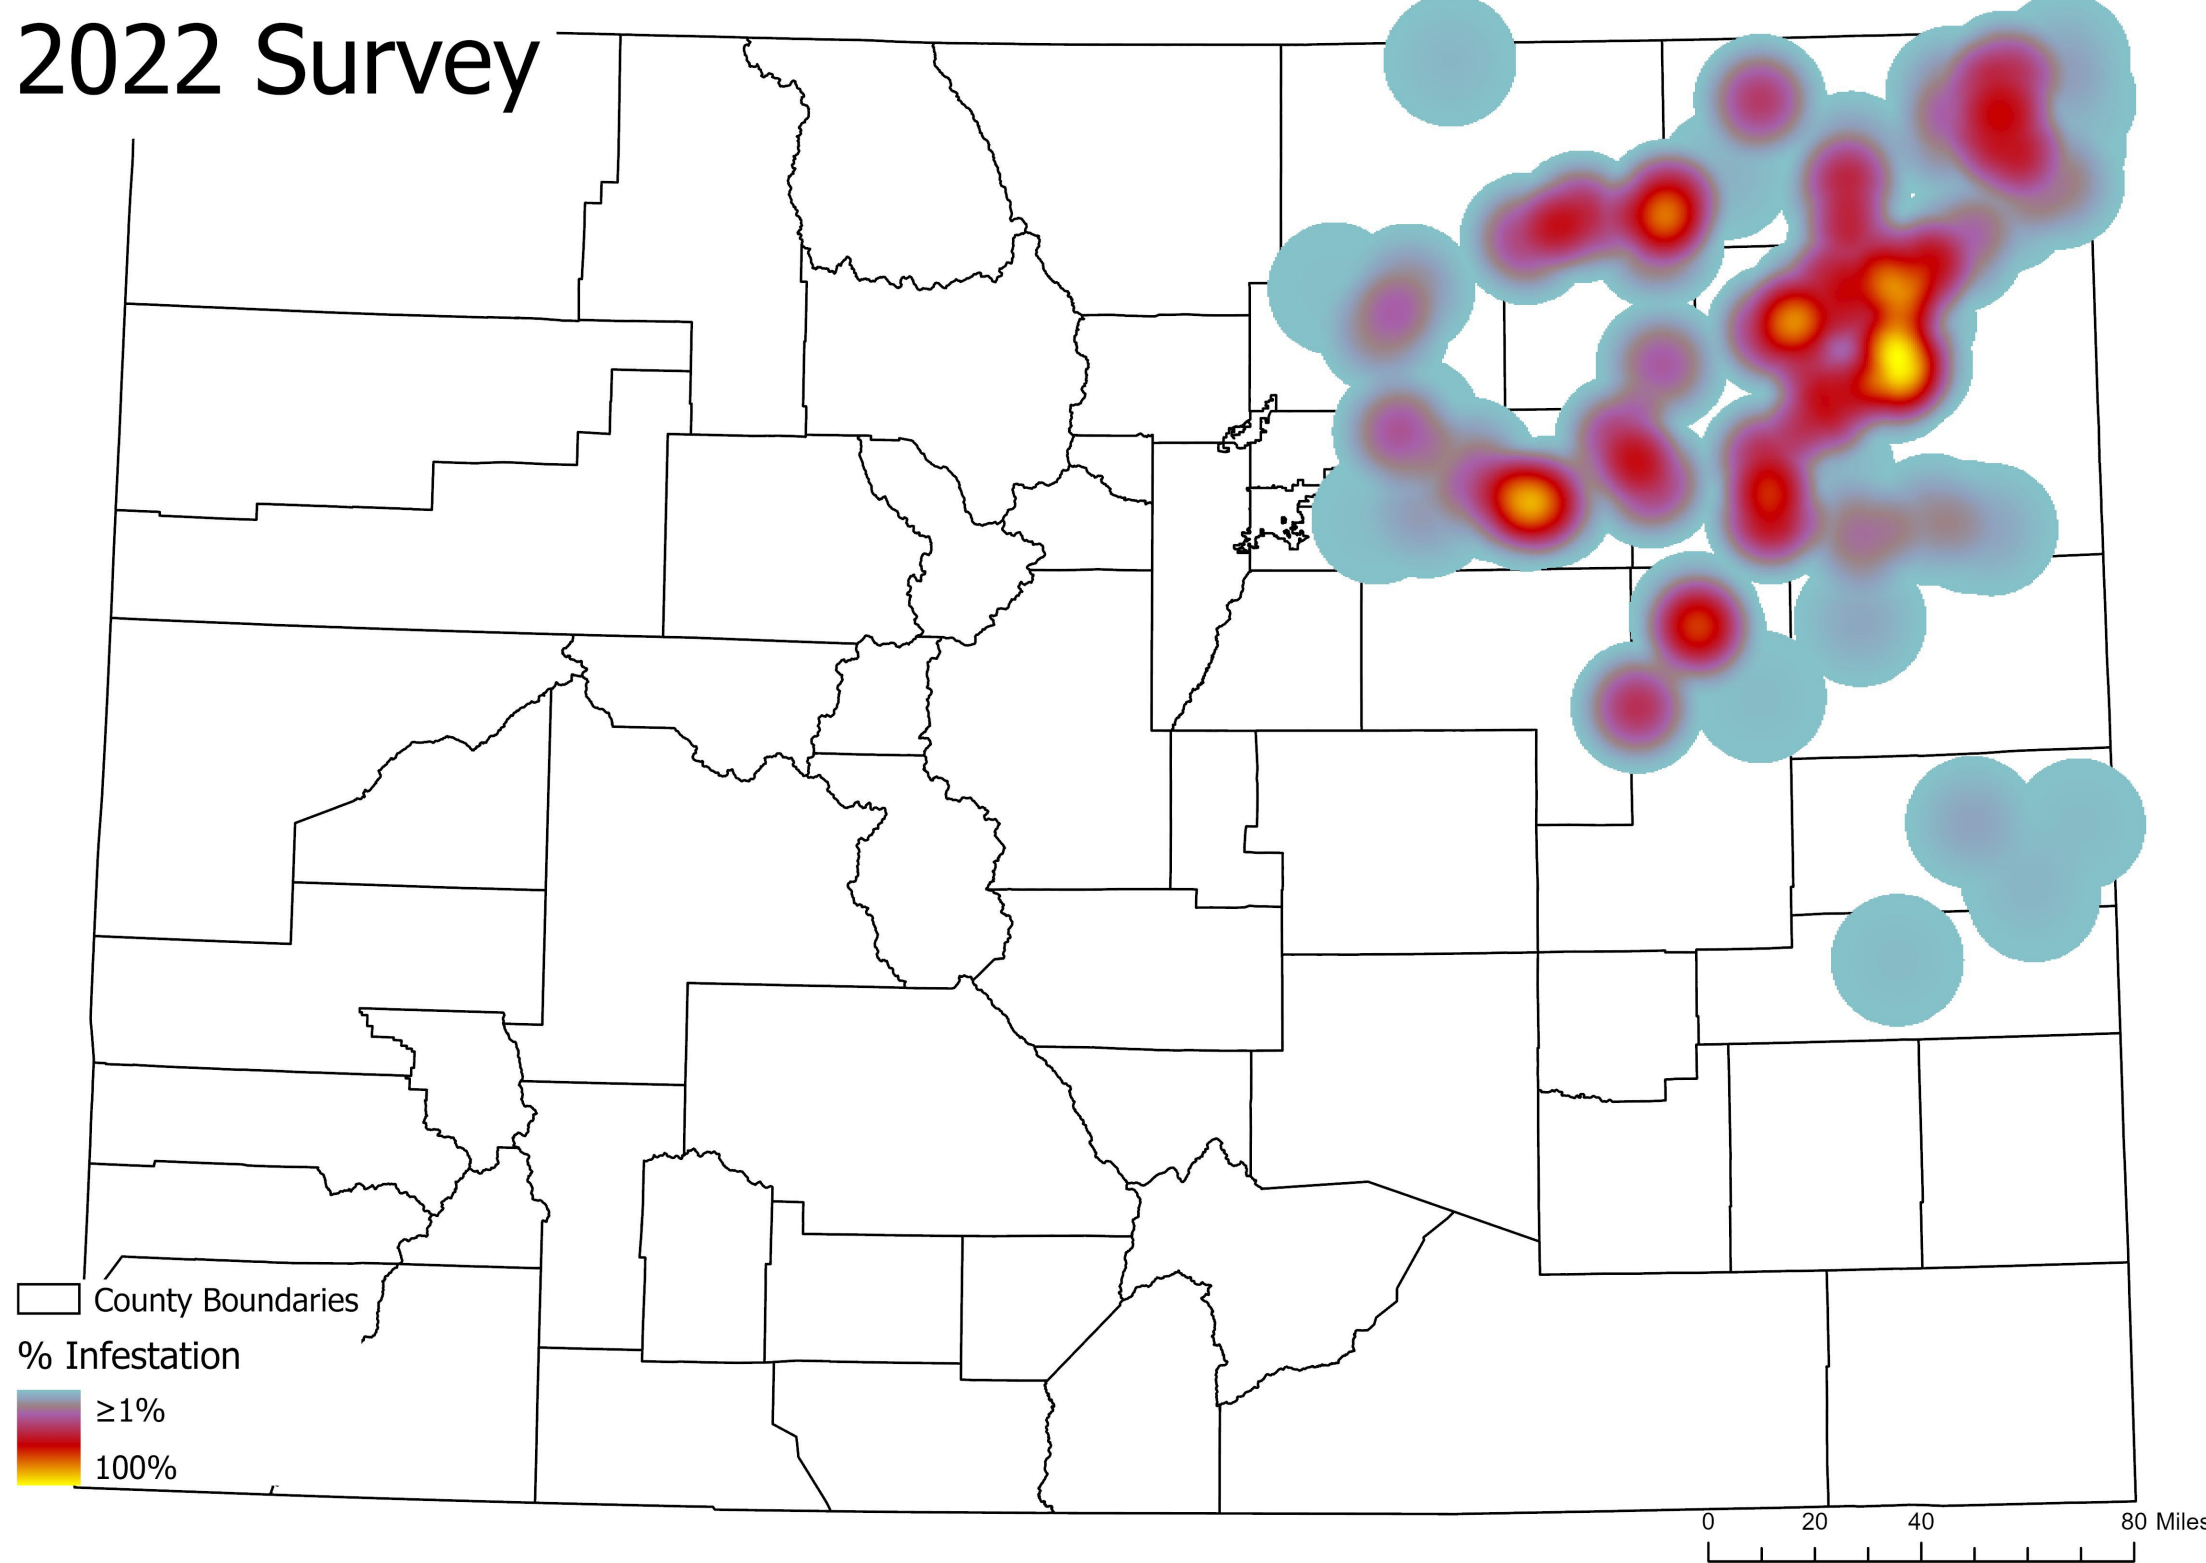 2022 Survey
County Boundaries
% Infestation
≥1%
100%
0 20 40 80 Miles